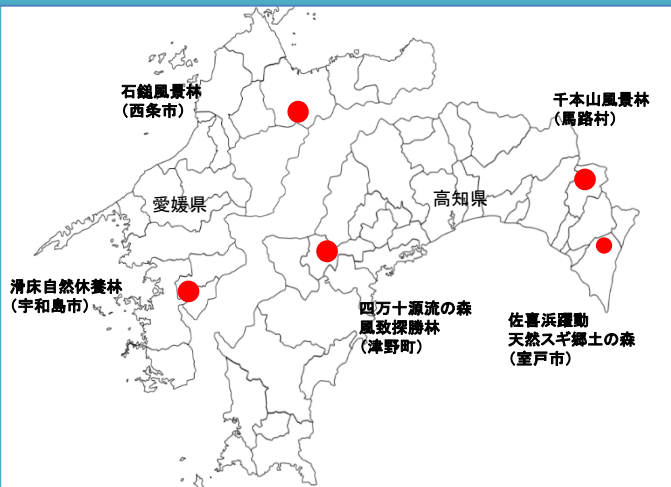 石鎚風景林
（西条市）
千本山風景林
（馬路村）
愛媛県
高知県
滑床自然休養林
（宇和島市）
四万十源流の森
風致探勝林
（津野町）
佐喜浜躍動
天然スギ郷土の森
（室戸市）